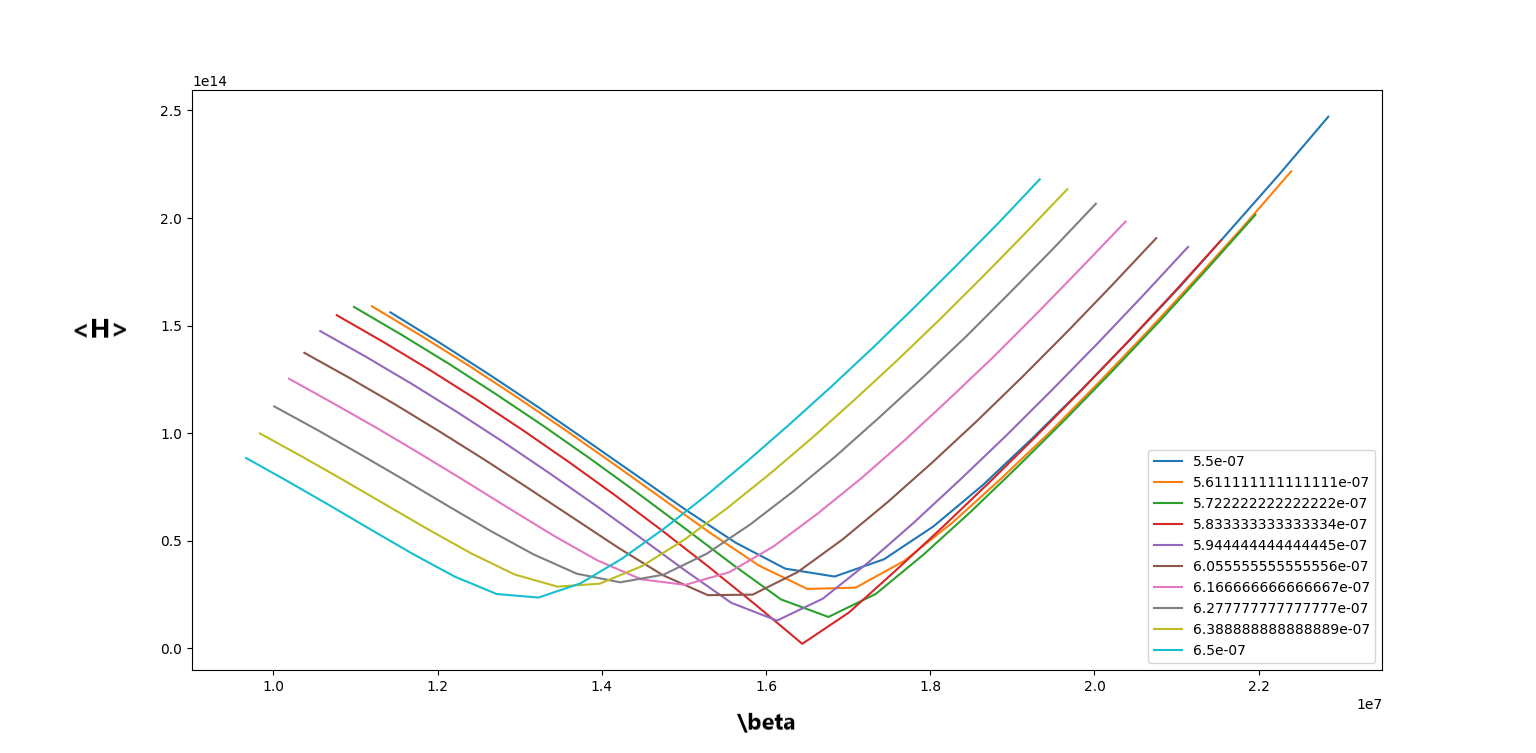 1e14
2.5
2.0
1.5
1.0
0.5
0.0
<H>
1.0 1.2 1.4 1.6 1.8 2.0 2.2
1e7
\beta
5.5e-07
5.611111111111111e-07
5.722222222222222e-07
5.833333333333334e-07
5.944444444444445e-07
6.055555555555556e-07
6.166666666666667e-07
6.277777777777777e-07
6.388888888888889e-07
6.5e-07